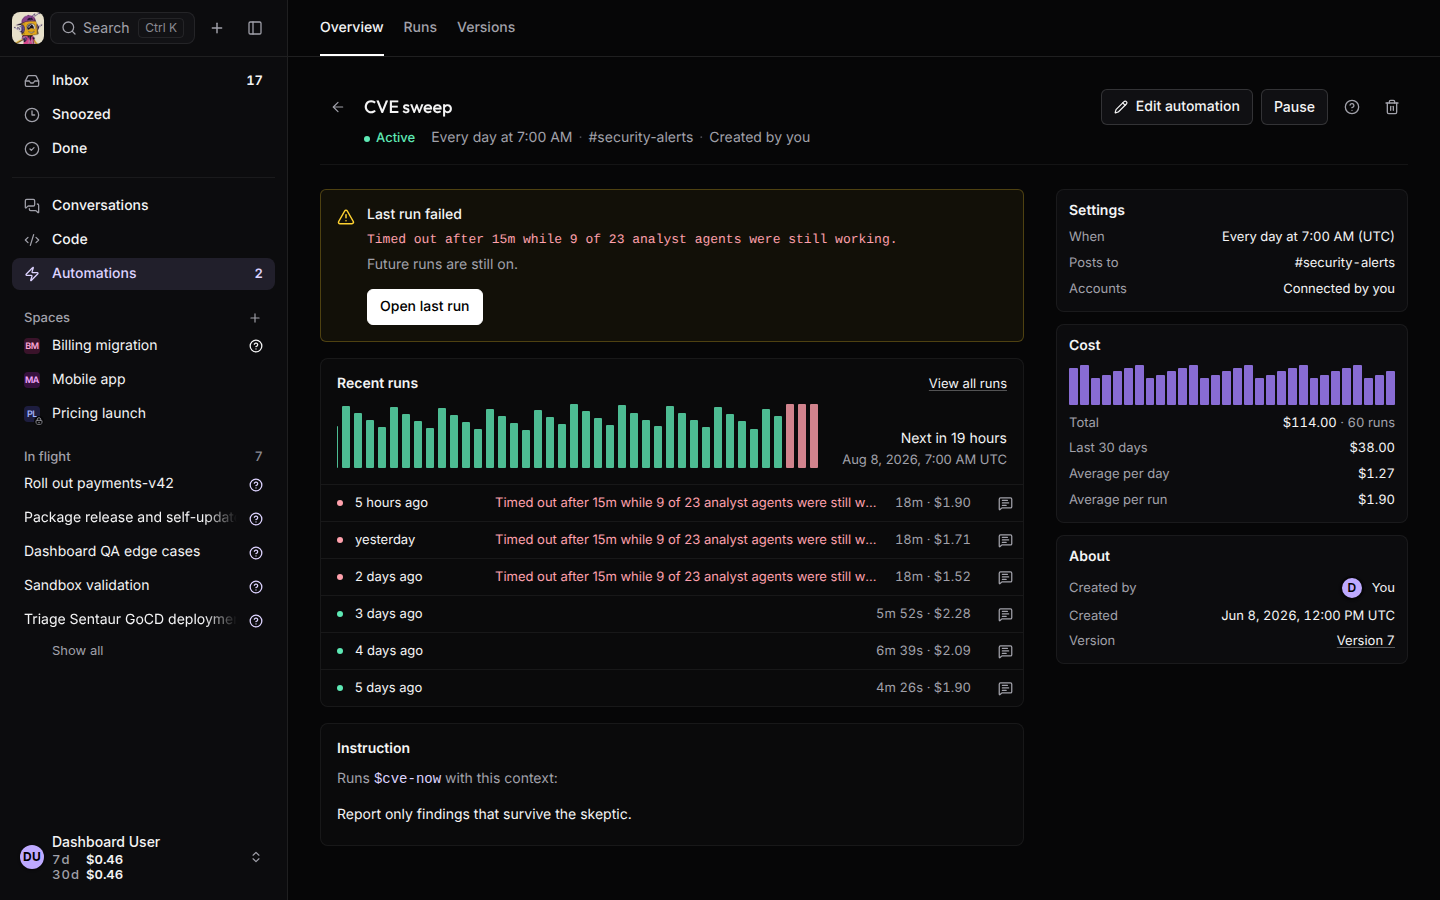 Search Ctrl K
Inbox 17
Snoozed
Done
Conversations
Code
Automations 2
Spaces
BM Billing migration
MA Mobile app
PL Pricing launch
In flight 7
Roll out payments-v42
Package release and self-updat
Dashboard QA edge cases
Sandbox validation
Triage Sentaur GoCD deployme
Show all
DU Dashboard User
7d $0.46
30d $0.46
Overview Runs Versions
CVE sweep
Active Every day at 7:00 AM · #security-alerts · Created by you
Edit automation
Pause
Last run failed
Timed out after 15m while 9 of 23 analyst agents were still working.
Future runs are still on.
Open last run
Recent runs View all runs
Next in 19 hours
Aug 8, 2026, 7:00 AM UTC
5 hours ago Timed out after 15m while 9 of 23 analyst agents were still w... 18m · $1.90
yesterday Timed out after 15m while 9 of 23 analyst agents were still w... 18m · $1.71
2 days ago Timed out after 15m while 9 of 23 analyst agents were still w... 18m · $1.52
3 days ago 5m 52s · $2.28
4 days ago 6m 39s · $2.09
5 days ago 4m 26s · $1.90
Instruction
Runs $cve-now with this context:
Report only findings that survive the skeptic.
Settings
When Every day at 7:00 AM (UTC)
Posts to #security-alerts
Accounts Connected by you
Cost
Total $114.00 · 60 runs
Last 30 days $38.00
Average per day $1.27
Average per run $1.90
About
Created by D You
Created Jun 8, 2026, 12:00 PM UTC
Version Version 7